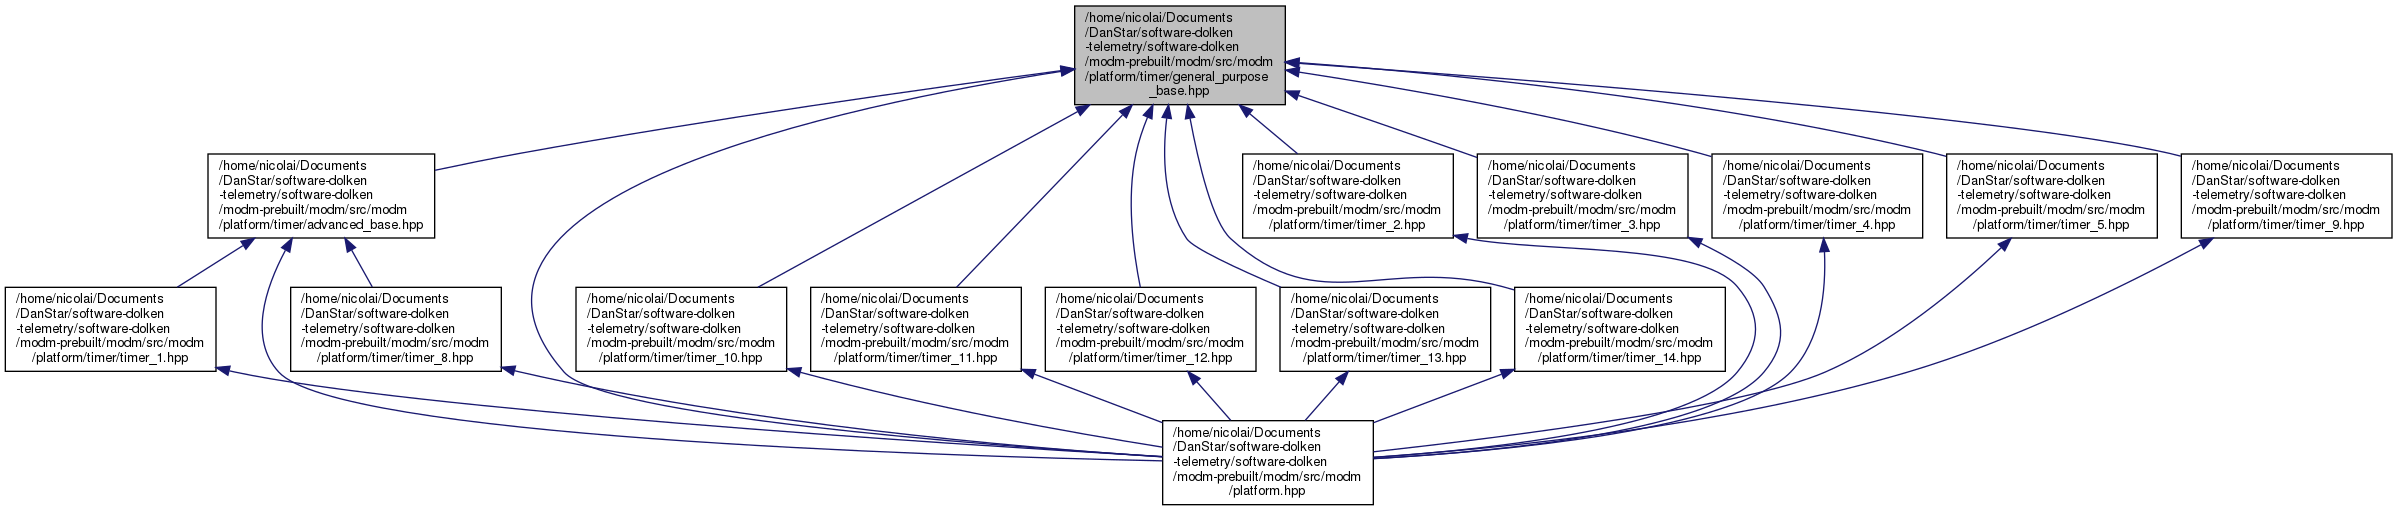 /home/nicolai/Documents
/DanStar/software-dolken
-telemetry/software-dolken
/modm-prebuilt/modm/src/modm
/platform/timer/general_purpose
_base.hpp
/home/nicolai/Documents
/DanStar/software-dolken
-telemetry/software-dolken
/modm-prebuilt/modm/src/modm
/platform/timer/advanced_base.hpp
/home/nicolai/Documents
/DanStar/software-dolken
-telemetry/software-dolken
/modm-prebuilt/modm/src/modm
/platform/timer/timer_2.hpp
/home/nicolai/Documents
/DanStar/software-dolken
-telemetry/software-dolken
/modm-prebuilt/modm/src/modm
/platform/timer/timer_3.hpp
/home/nicolai/Documents
/DanStar/software-dolken
-telemetry/software-dolken
/modm-prebuilt/modm/src/modm
/platform/timer/timer_4.hpp
/home/nicolai/Documents
/DanStar/software-dolken
-telemetry/software-dolken
/modm-prebuilt/modm/src/modm
/platform/timer/timer_5.hpp
/home/nicolai/Documents
/DanStar/software-dolken
-telemetry/software-dolken
/modm-prebuilt/modm/src/modm
/platform/timer/timer_9.hpp
/home/nicolai/Documents
/DanStar/software-dolken
-telemetry/software-dolken
/modm-prebuilt/modm/src/modm
/platform/timer/timer_1.hpp
/home/nicolai/Documents
/DanStar/software-dolken
-telemetry/software-dolken
/modm-prebuilt/modm/src/modm
/platform/timer/timer_8.hpp
/home/nicolai/Documents
/DanStar/software-dolken
-telemetry/software-dolken
/modm-prebuilt/modm/src/modm
/platform/timer/timer_10.hpp
/home/nicolai/Documents
/DanStar/software-dolken
-telemetry/software-dolken
/modm-prebuilt/modm/src/modm
/platform/timer/timer_11.hpp
/home/nicolai/Documents
/DanStar/software-dolken
-telemetry/software-dolken
/modm-prebuilt/modm/src/modm
/platform/timer/timer_12.hpp
/home/nicolai/Documents
/DanStar/software-dolken
-telemetry/software-dolken
/modm-prebuilt/modm/src/modm
/platform/timer/timer_13.hpp
/home/nicolai/Documents
/DanStar/software-dolken
-telemetry/software-dolken
/modm-prebuilt/modm/src/modm
/platform/timer/timer_14.hpp
/home/nicolai/Documents
/DanStar/software-dolken
-telemetry/software-dolken
/modm-prebuilt/modm/src/modm
/platform.hpp